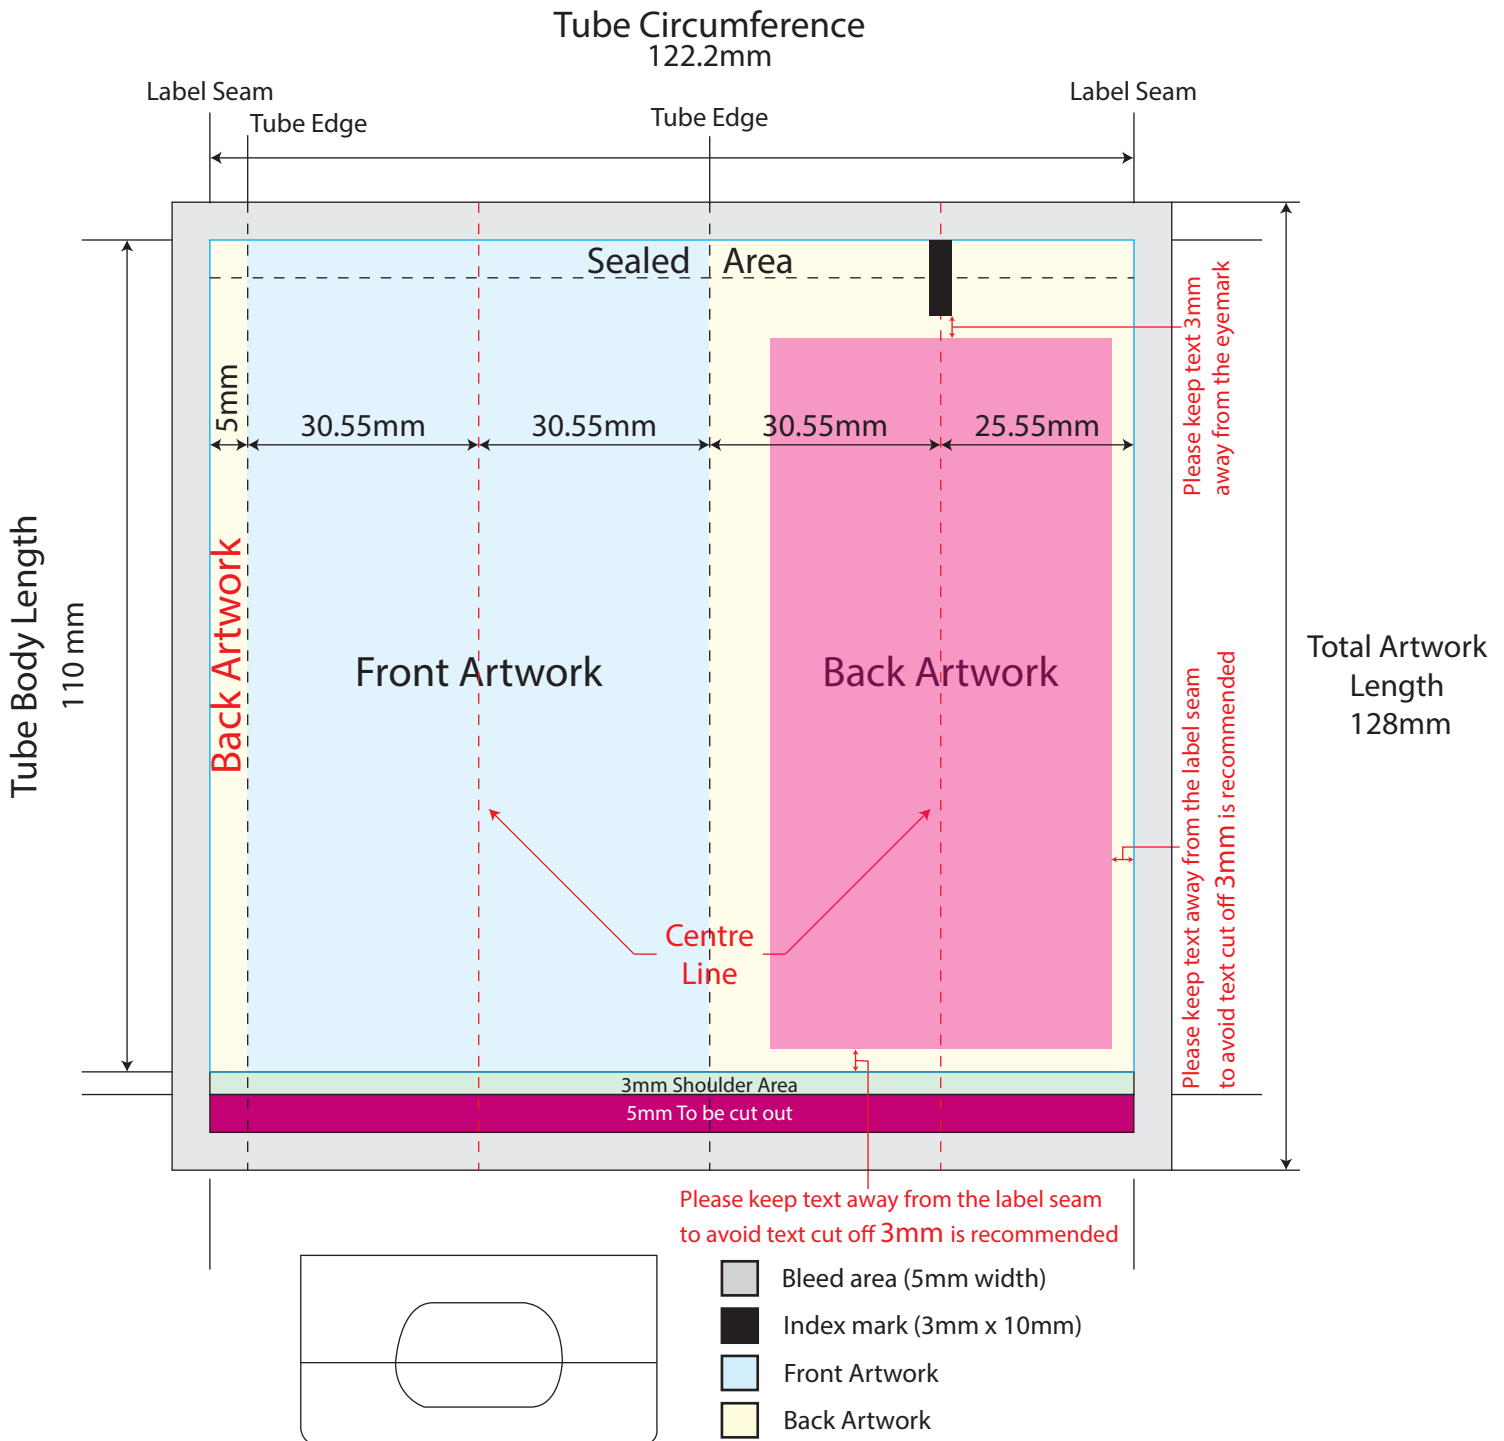 Tube Circumference
122.2mm
Label Seam
Label Seam
Tube Edge
Tube Edge
Sealed Area
Please keep text 3mm
away from the eyemark
5mm
30.55mm
30.55mm
30.55mm
25.55mm
Tube Body Length
110 mm
Back Artwork
Front Artwork
Back Artwork
Total Artwork
Length
128mm
Please keep text away from the label seam
to avoid text cut off 3mm is recommended
Centre
Line
3mm Shoulder Area
5mm To be cut out
Please keep text away from the label seam
to avoid text cut off 3mm is recommended
Bleed area (5mm width)
Index mark (3mm x 10mm)
Front Artwork
Back Artwork